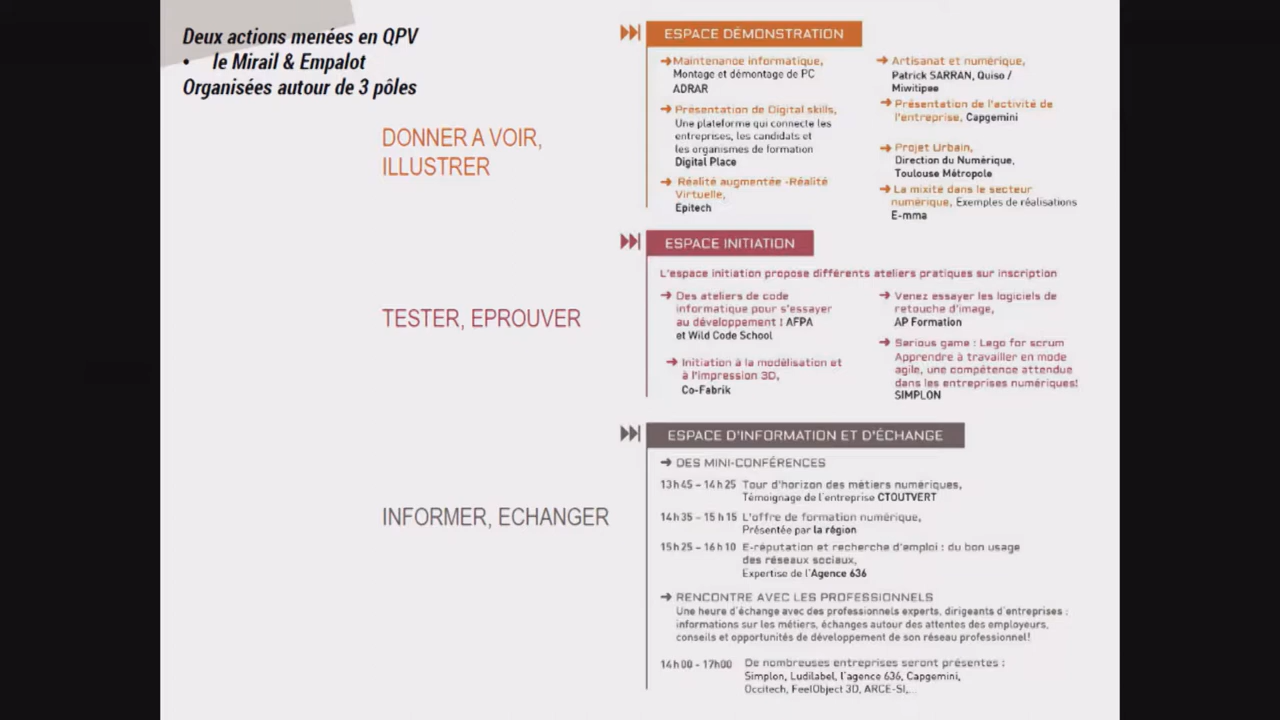 Deux actions menées en QPV
• le Mirail & Empalot
Organisées autour de 3 pôles
DONNER A VOIR,
ILLUSTRER
ESPACE DÉMONSTRATION
Maintenance informatique,
Montage et démontage de PC
ADRAR
Présentation de Digital skills,
Une plateforme qui connecte les
entreprises, les candidats et
les organismes de formation
Digital Place
Réalité augmentée -Réalité
Virtuelle,
Epitech
Artisanat et numérique,
Patrick SARRAN, Quiso /
Miwitipee
Présentation de l'activité de
l'entreprise, Capgemini
Projet Urbain,
Direction du Numérique,
Toulouse Métropole
La mixité dans le secteur
numérique, Exemples de réalisations
E-mma
TESTER, EPROUVER
ESPACE INITIATION
L'espace initiation propose différents ateliers pratiques sur inscription
Des ateliers de code
informatique pour s'essayer
au développement ! AFPA
et Wild Code School
Initiation à la modélisation et
à l'impression 3D,
Co-Fabrik
Venez essayer les logiciels de
retouche d'image,
AP Formation
Serious game : Lego for scrum
Apprendre à travailler en mode
agile, une compétence attendue
dans les entreprises numériques!
SIMPLON
INFORMER, ECHANGER
ESPACE D'INFORMATION ET D'ÉCHANGE
DES MINI-CONFÉRENCES
13h45 – 14h25 Tour d'horizon des métiers numériques,
Témoignage de l'entreprise CTOUTVERT
14h35 – 15h15 L'offre de formation numérique,
Présentée par la région
15h25 – 16h10 E-réputation et recherche d'emploi : du bon usage
des réseaux sociaux,
Expertise de l'Agence 636
RENCONTRE AVEC LES PROFESSIONNELS
Une heure d'échange avec des professionnels experts, dirigeants d'entreprises :
informations sur les métiers, échanges autour des attentes des employeurs,
conseils et opportunités de développement de son réseau professionnel!
14h00 - 17h00 De nombreuses entreprises seront présentes :
Simplon, Ludilabel, l'agence 636, Capgemini,
Occitech, FeelObject 3D, ARCE-SI,...